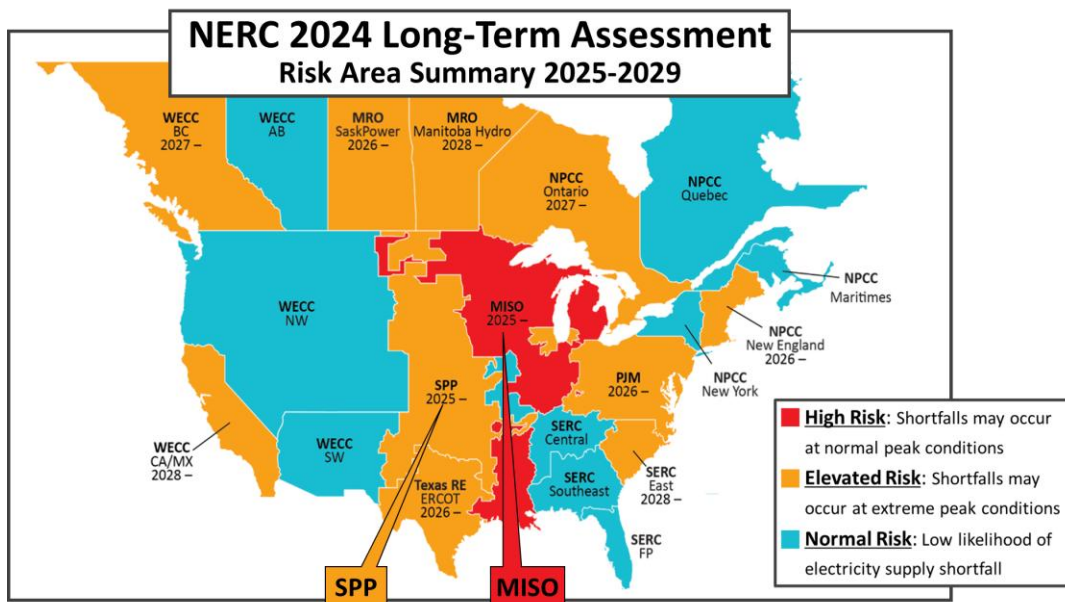 NERC 2024 Long-Term Assessment
Risk Area Summary 2025-2029
WECC
BC
2027 –
WECC
AB
MRO
SaskPower
2026 –
MRO
Manitoba Hydro
2028 –
NPCC
Ontario
2027 –
NPCC
Quebec
NPCC
Maritimes
WECC
NW
MISO
2025 –
NPCC
New England
2026 –
NPCC
New York
SPP
2025 –
PJM
2026 –
WECC
CA/MX
2028 –
WECC
SW
SERC
Central
SERC
East
2028 –
Texas RE
ERCOT
2026 –
SERC
Southeast
SERC
FP
SPP
MISO
High Risk: Shortfalls may occur
at normal peak conditions
Elevated Risk: Shortfalls may
occur at extreme peak conditions
Normal Risk: Low likelihood of
electricity supply shortfall